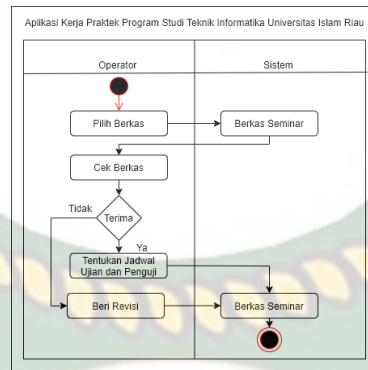 Aplikasi Kerja Praktek Program Studi Teknik Informatika Universitas Islam Riau
Operator
Sistem
Pilih Berkas
Berkas Seminar
Cek Berkas
Tidak
Terima
Ya
Tentukan Jadwal
Ujian dan Penguji
Beri Revisi
Berkas Seminar